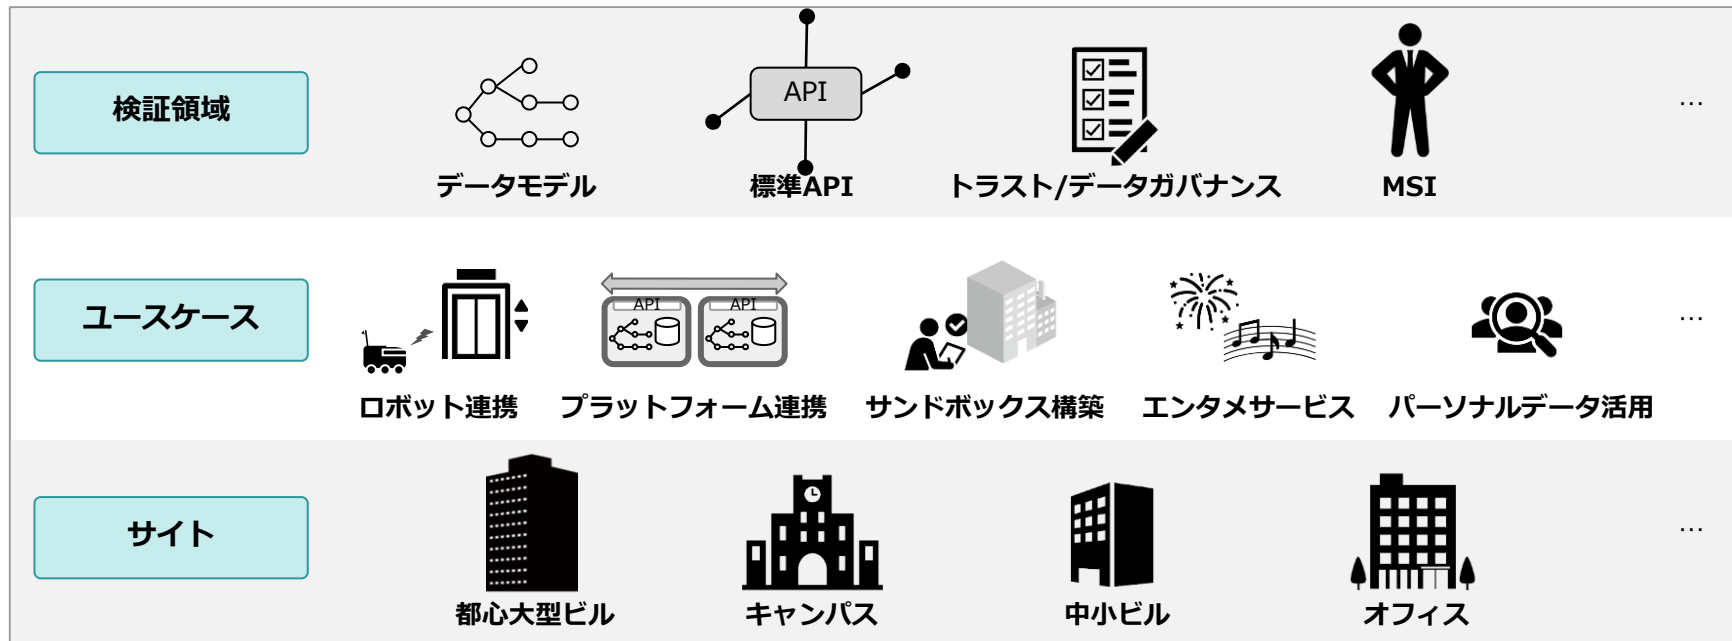 検証領域
API
データモデル
標準API
トラスト/データガバナンス
MSI
…
ユースケース
API
API
ロボット連携
プラットフォーム連携
サンドボックス構築
エンタメサービス
パーソナルデータ活用
…
サイト
都心大型ビル
キャンパス
中小ビル
オフィス
…